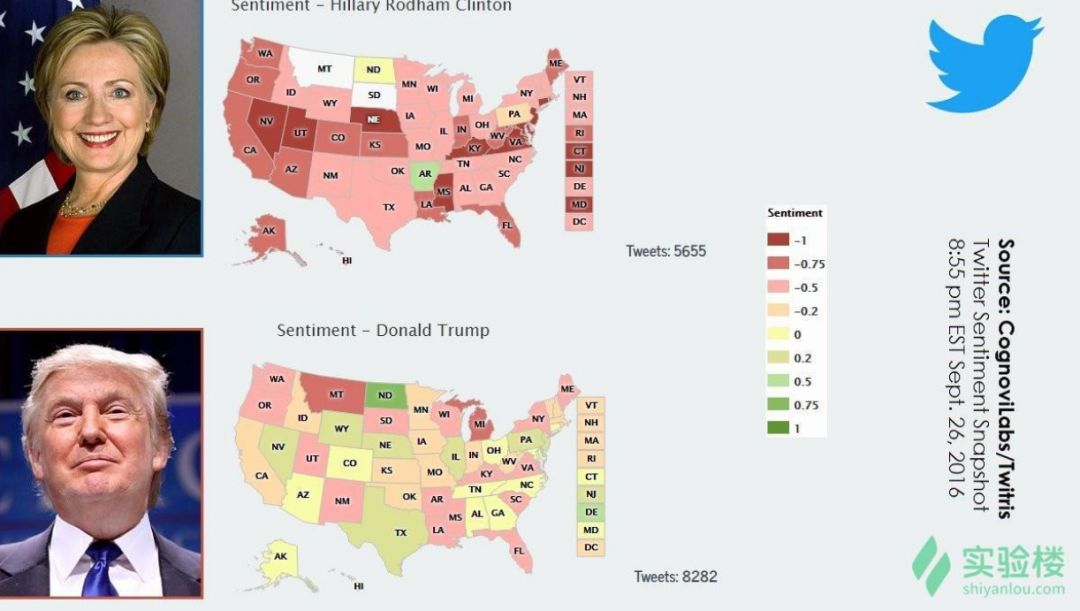 Sentiment - Hillary Rodham Clinton
WA
MT
ND
ME
OR
ID
SD
MN
WI
MI
NY
WY
NE
IA
PA
NV
UT
CO
KS
IL
IN
OH
WV
VA
CA
MO
KY
AZ
NM
OK
AR
TN
NC
SC
MS
AL
GA
TX
LA
FL
AK
HI
VT
NH
MA
RI
CT
NJ
DE
MD
DC
Tweets: 5655
Sentiment - Donald Trump
WA
MT
ND
ME
OR
ID
SD
MN
WI
MI
NY
WY
NE
IA
PA
NV
UT
CO
KS
IL
IN
OH
WV
VA
CA
MO
KY
AZ
NM
OK
AR
TN
NC
SC
MS
AL
GA
TX
LA
FL
AK
HI
VT
NH
MA
RI
CT
NJ
DE
MD
DC
Tweets: 8282
Sentiment
-1
-0.75
-0.5
-0.2
0
0.2
0.5
0.75
1
Source: CognoviLabs/Twitris
Twitter Sentiment Snapshot
8:55 pm EST Sept. 26, 2016
实验楼
shiyanlou.com